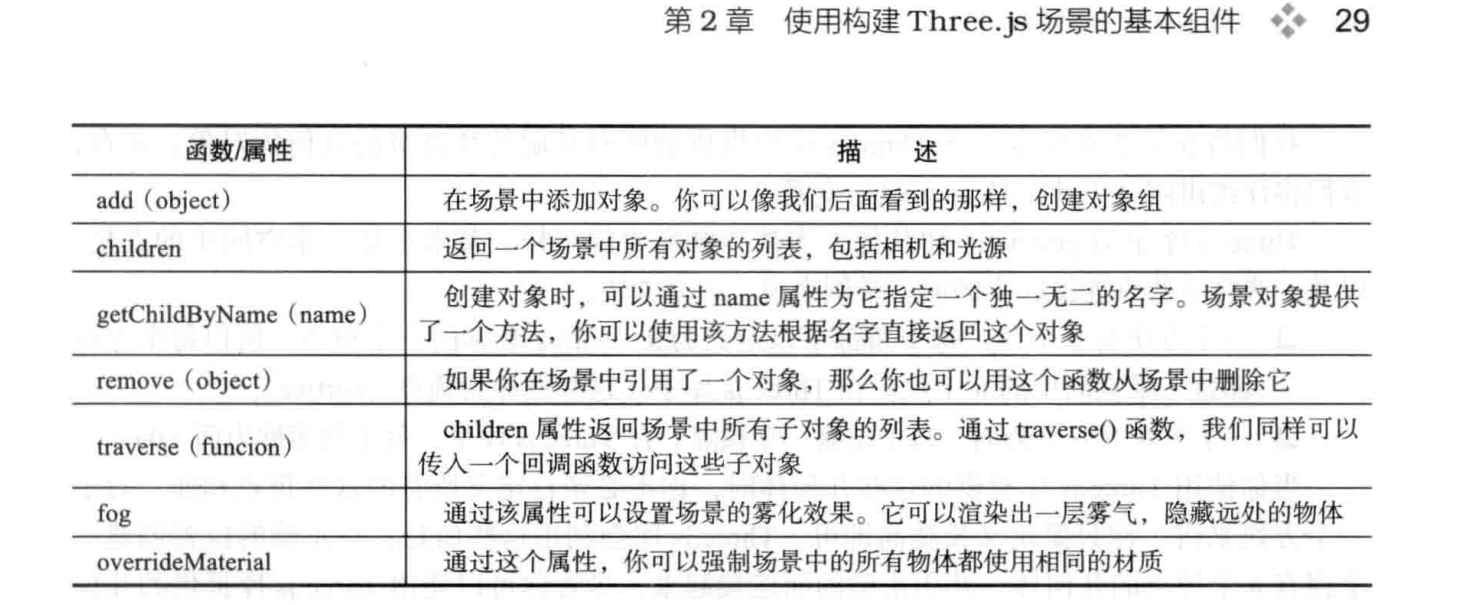 第 2 章 使用构建 Three.js 场景的基本组件 29
函数/属性 描 述
add（object） 在场景中添加对象。你可以像我们后面看到的那样，创建对象组
children 返回一个场景中所有对象的列表，包括相机和光源
getChildByName（name） 创建对象时，可以通过 name 属性为它指定一个独一无二的名字。场景对象提供
了一个方法，你可以使用该方法根据名字直接返回这个对象
remove（object） 如果你在场景中引用了一个对象，那么你也可以用这个函数从场景中删除它
traverse（funcion） children 属性返回场景中所有子对象的列表。通过 traverse() 函数，我们同样可以
传入一个回调函数访问这些子对象
fog 通过该属性可以设置场景的雾化效果。它可以渲染出一层雾气，隐藏远处的物体
overrideMaterial 通过这个属性，你可以强制场景中的所有物体都使用相同的材质